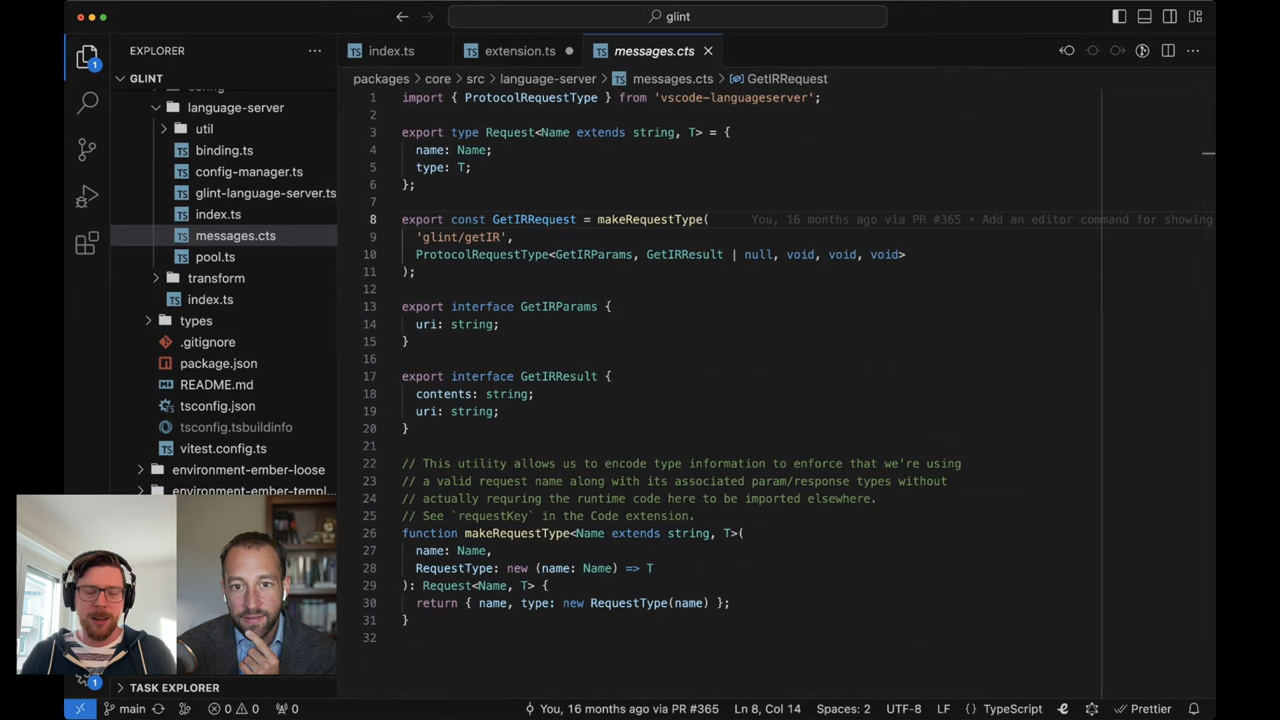 glint
EXPLORER
index.ts
extension.ts
messages.cts
GLINT
packages
core
src
language-server
messages.cts
GetIRRequest
language-server
util
binding.ts
config-manager.ts
glint-language-server.ts
index.ts
messages.cts
pool.ts
transform
index.ts
types
.gitignore
package.json
README.md
tsconfig.json
tsconfig.tsbuildinfo
vitest.config.ts
environment-ember-loose
1 import { ProtocolRequestType } from 'vscode-languageserver';
2
3 export type Request<Name extends string, T> = {
4 name: Name;
5 type: T;
6 };
7
8 export const GetIRRequest = makeRequestType( You, 16 months ago via PR #365 • Add an editor command for showing
9 'glint/getIR',
10 ProtocolRequestType<GetIRParams, GetIRResult | null, void, void, void>
11 );
12
13 export interface GetIRParams {
14 uri: string;
15 }
16
17 export interface GetIRResult {
18 contents: string;
19 uri: string;
20 }
21
22 // This utility allows us to encode type information to enforce that we're using
23 // a valid request name along with its associated param/response types without
24 // actually requring the runtime code here to be imported elsewhere.
25 // See `requestKey` in the Code extension.
26 function makeRequestType<Name extends string, T>(
27 name: Name,
28 RequestType: new (name: Name) => T
29 ): Request<Name, T> {
30 return { name, type: new RequestType(name) };
31 }
32
TASK EXPLORER
main
0
0
0
You, 16 months ago via PR #365
Ln 8, Col 14
Spaces: 2
UTF-8
LF
{} TypeScript
Prettier
1
1